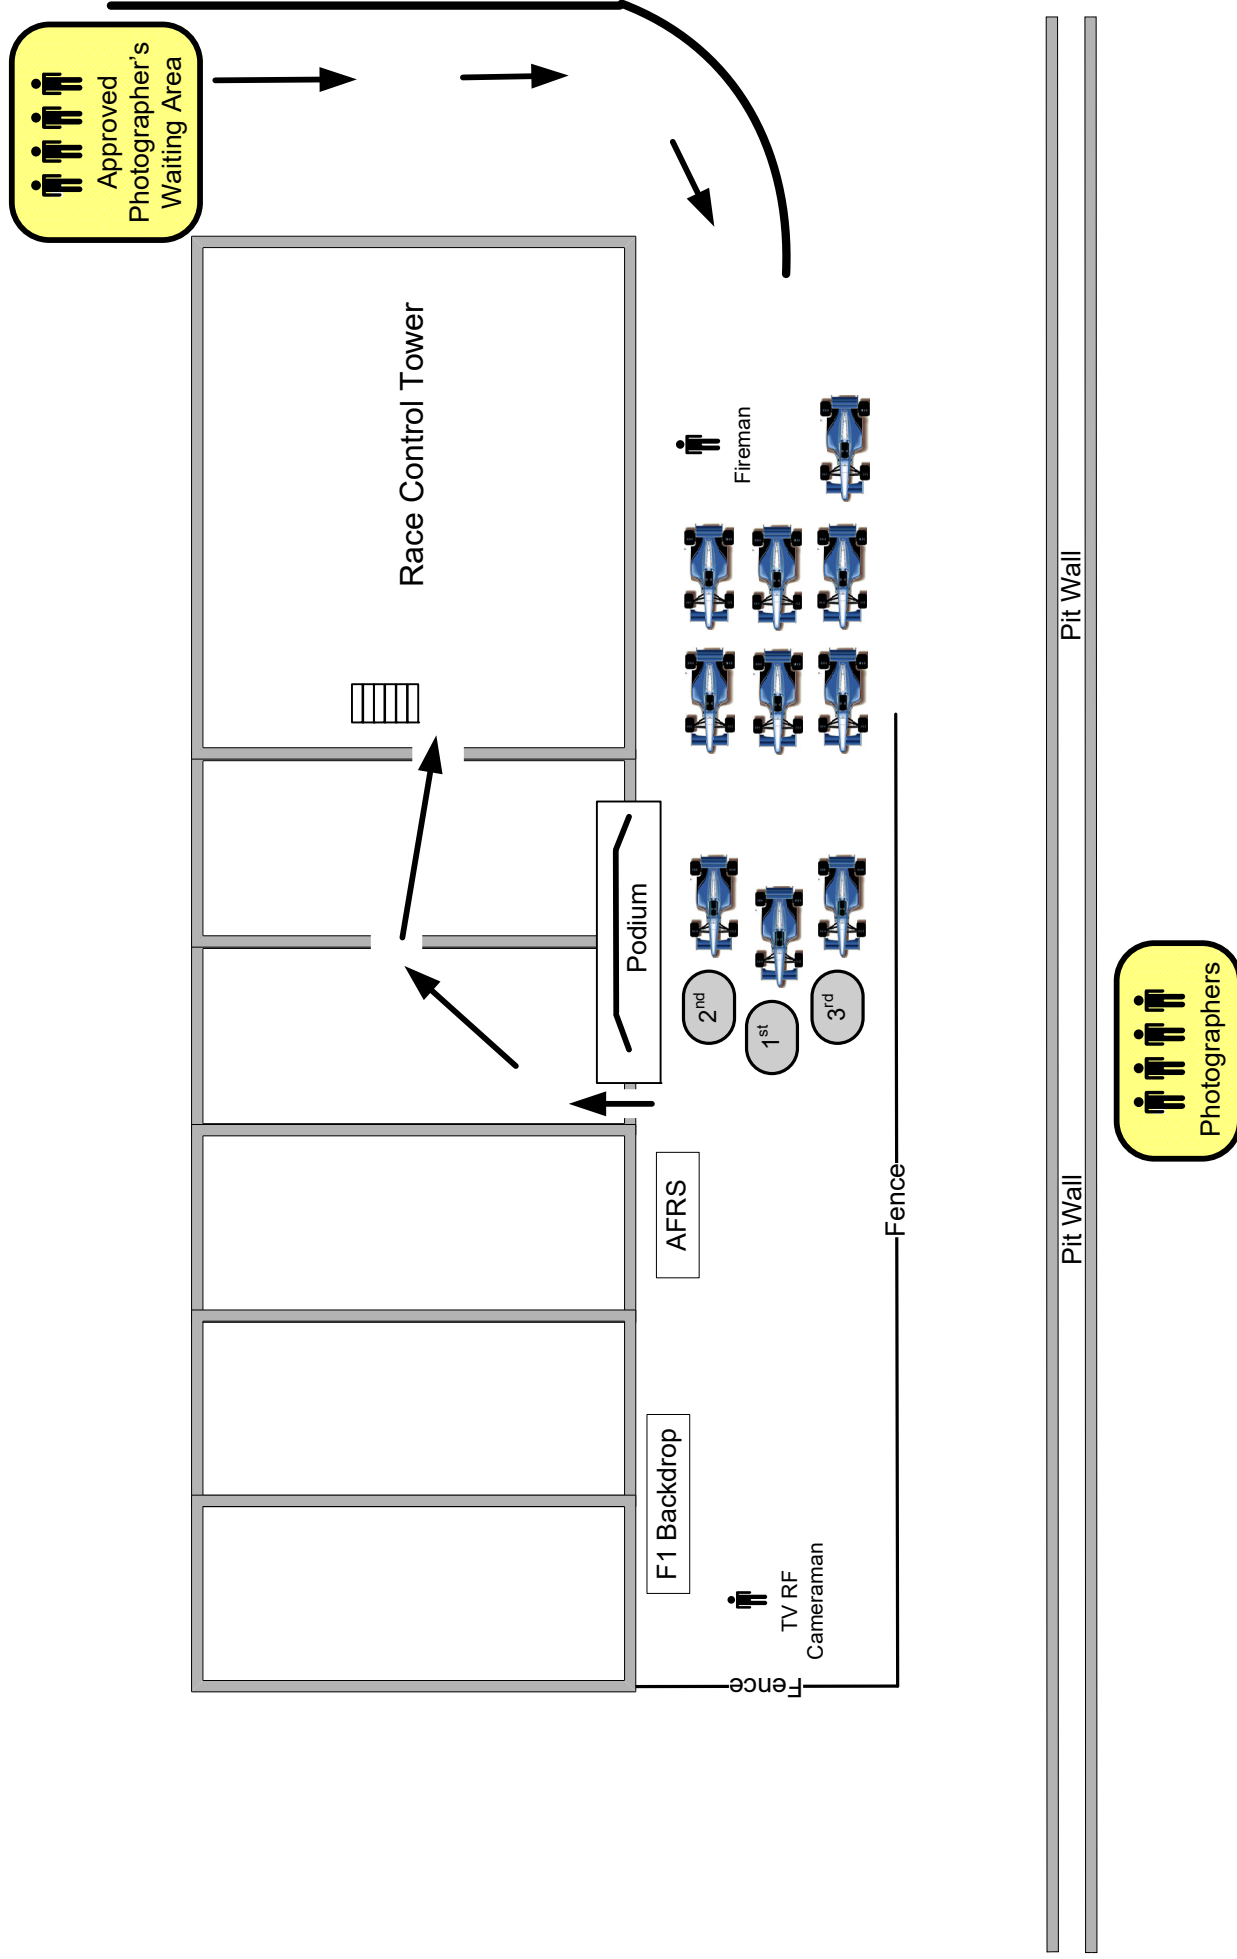 Approved
Photographer's
Waiting Area
Race Control Tower
Fireman
Pit Wall
Podium
2nd
1st
3rd
Photographers
AFRS
Fence
Pit Wall
F1 Backdrop
TV RF
Cameraman
Fence